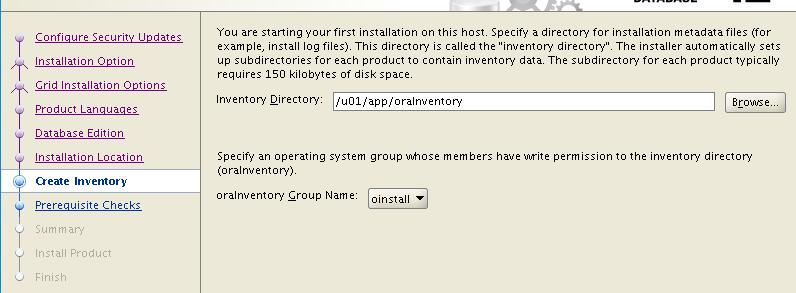 DATABASE
Configure Security Updates
Installation Option
Grid Installation Options
Product Languages
Database Edition
Installation Location
Create Inventory
Prerequisite Checks
Summary
Install Product
Finish
You are starting your first installation on this host. Specify a directory for installation metadata files (for
example, install log files). This directory is called the "inventory directory". The installer automatically sets
up subdirectories for each product to contain inventory data. The subdirectory for each product typically
requires 150 kilobytes of disk space.
Inventory Directory: /u01/app/oraInventory Browse...
Specify an operating system group whose members have write permission to the inventory directory
(oraInventory).
oraInventory Group Name: oinstall